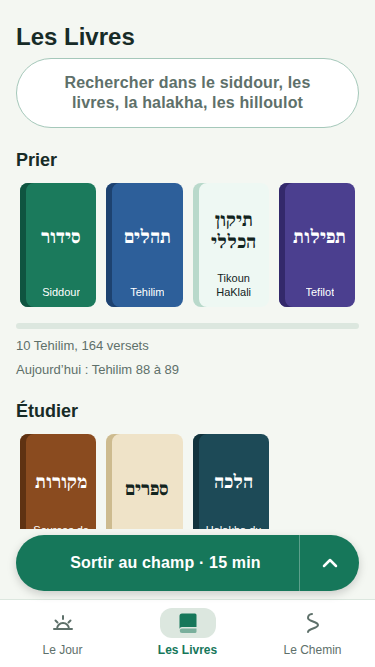 Les Livres
Rechercher dans le siddour, les
livres, la halakha, les hilloulot
Prier
סידור
Siddour
תהלים
Tehilim
תיקון
הכללי
Tikoun
HaKlali
תפילות
Tefilot
10 Tehilim, 164 versets
Aujourd’hui : Tehilim 88 à 89
Étudier
מקורות
ספרים
הלכה
Sortir au champ · 15 min
Le Jour
Les Livres
Le Chemin